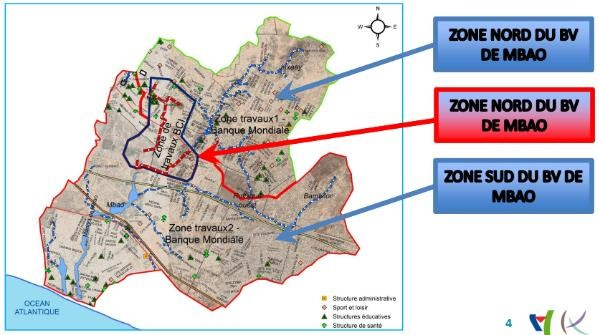 ZONE NORD DU BV
DE MBAO
ZONE NORD DU BV
DE MBAO
ZONE SUD DU BV DE
MBAO
N
W
E
S
Zone travaux1
Banque Mondiale
Zone de
travaux BCI
Mbao
Zone travaux2 -
Banque Mondiale
OCEAN
ATLANTIQUE
Structure administrative
Sport et loisir
Structures éducatives
Structure de santé
4